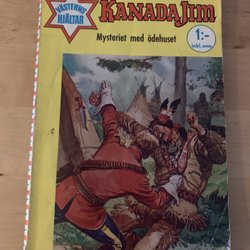 VÄSTERNS
HJÄLTAR
KANADA JIM
Mysteriet med ödehuset
1:-
inkl. oms